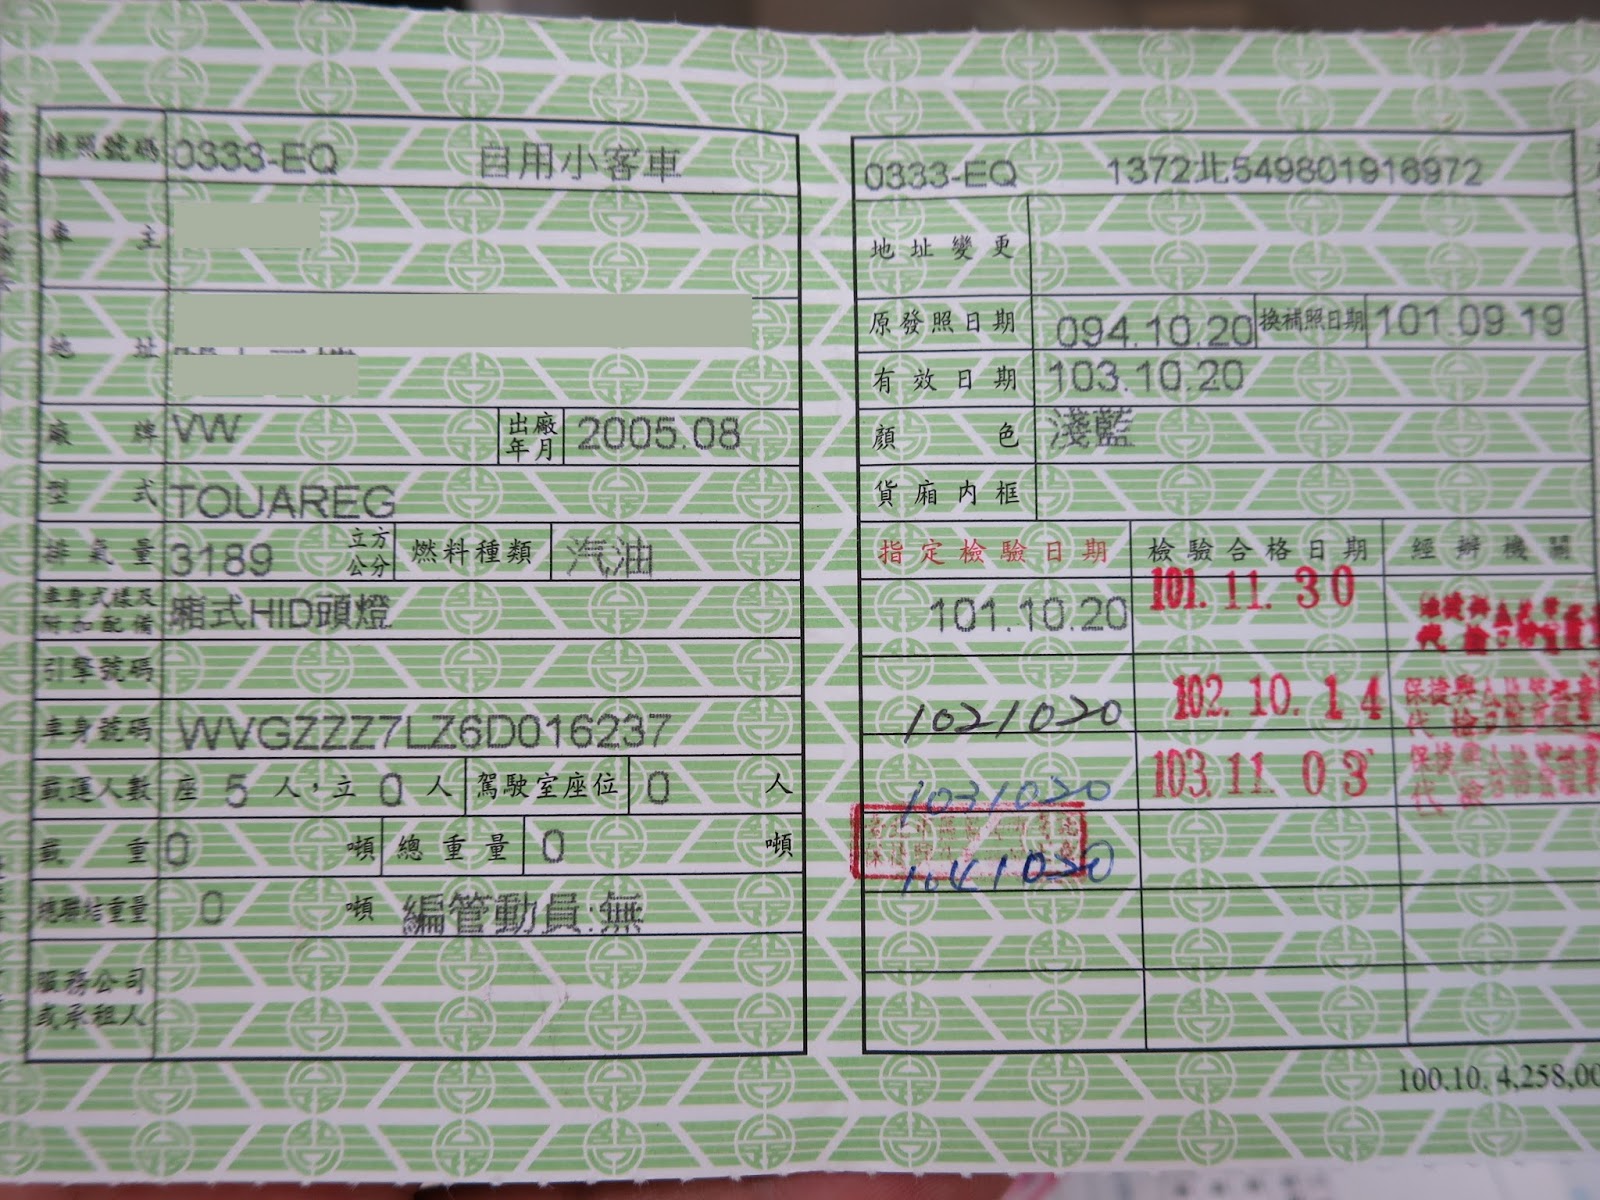 牌照號碼 0333-EQ 自用小客車
車主
地址
廠牌 VW 出廠年月 2005.08
型式 TOUAREG
排氣量 3189 立方公分 燃料種類 汽油
車身式樣及附加配備 廂式HID頭燈
引擎號碼
車身號碼 WVGZZZ7LZ6D016237
載運人數 座 5 人,立 0 人 駕駛室座位 0 人
載重 0 噸 總重量 0 噸
總聯結重量 0 噸 編管動員:無
服務公司或承租人
0333-EQ 1372北549801916972
地址變更
原發照日期 094.10.20 換補照日期 101.09.19
有效日期 103.10.20
顏色 淺藍
貨廂內框
指定檢驗日期 檢驗合格日期 經辦機關
101.10.20 101.11.30
1021020 102.10.14
1031020 103.11.03
1041020
100.10. 4,258,00